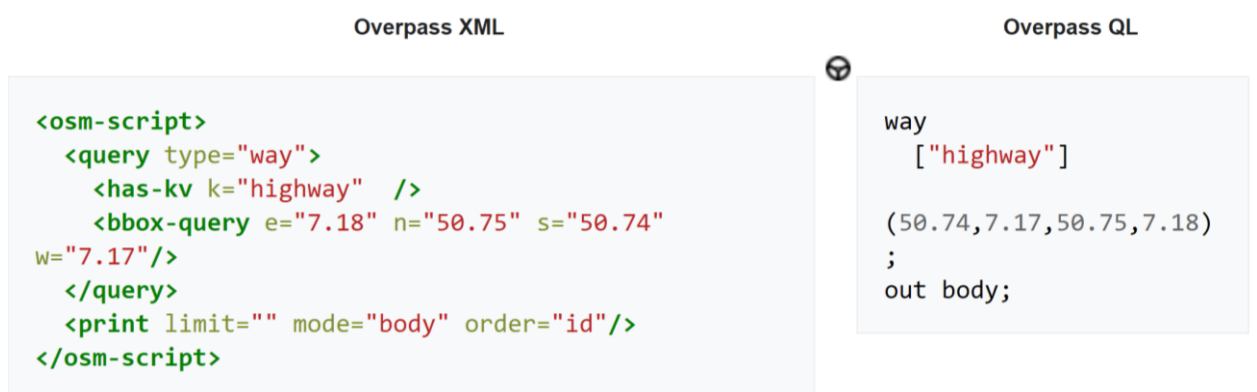 Overpass XML
<osm-script>
  <query type="way">
    <has-kv k="highway"  />
    <bbox-query e="7.18" n="50.75" s="50.74"
w="7.17"/>
  </query>
  <print limit="" mode="body" order="id"/>
</osm-script>
Overpass QL
way
  ["highway"]
(50.74,7.17,50.75,7.18)
;
out body;